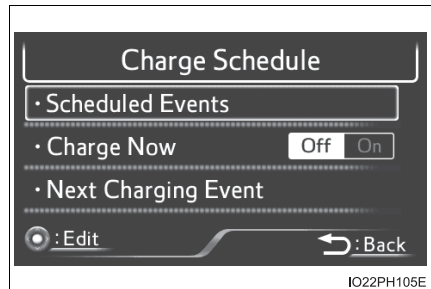 Charge Schedule
· Scheduled Events
· Charge Now Off On
· Next Charging Event
:Edit :Back
IO22PH105E